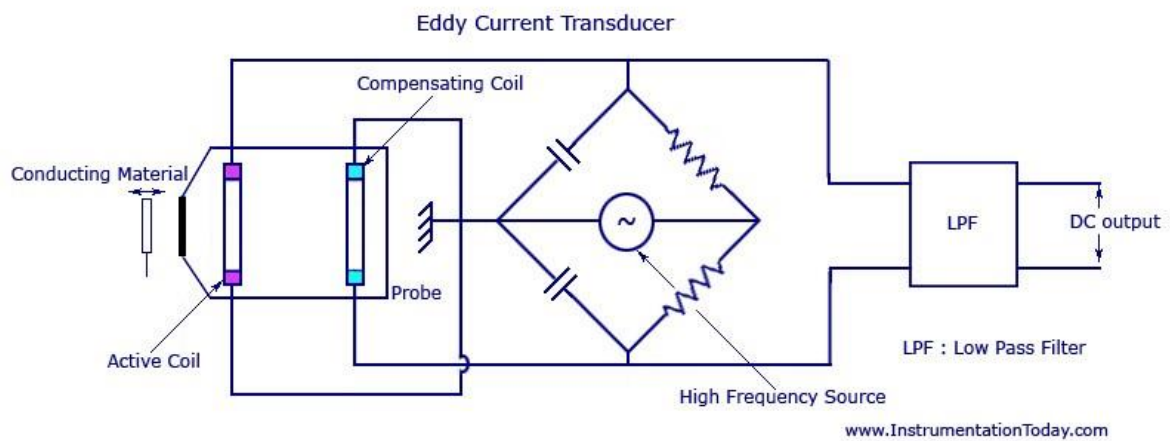 Eddy Current Transducer
Compensating Coil
Conducting Material
~
LPF
DC output
Probe
Active Coil
LPF : Low Pass Filter
High Frequency Source
www.InstrumentationToday.com